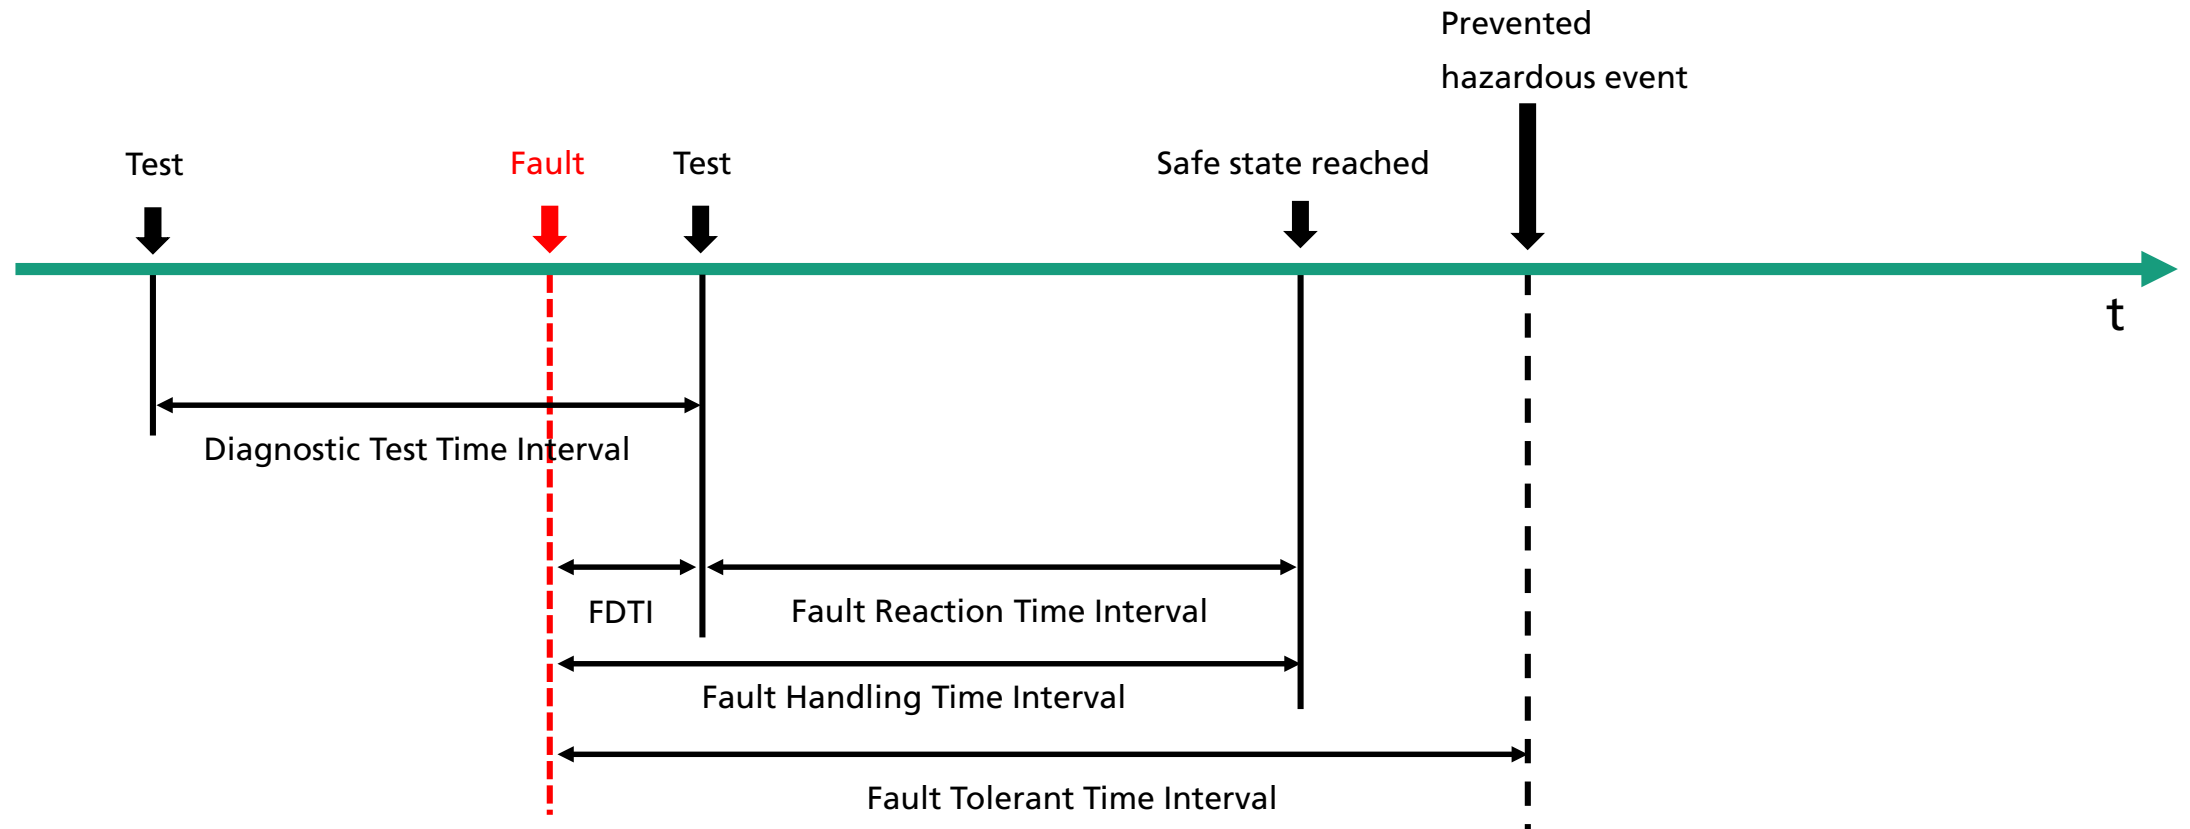 Prevented
hazardous event
Test
Fault
Test
Safe state reached
t
Diagnostic Test Time Interval
FDTI
Fault Reaction Time Interval
Fault Handling Time Interval
Fault Tolerant Time Interval